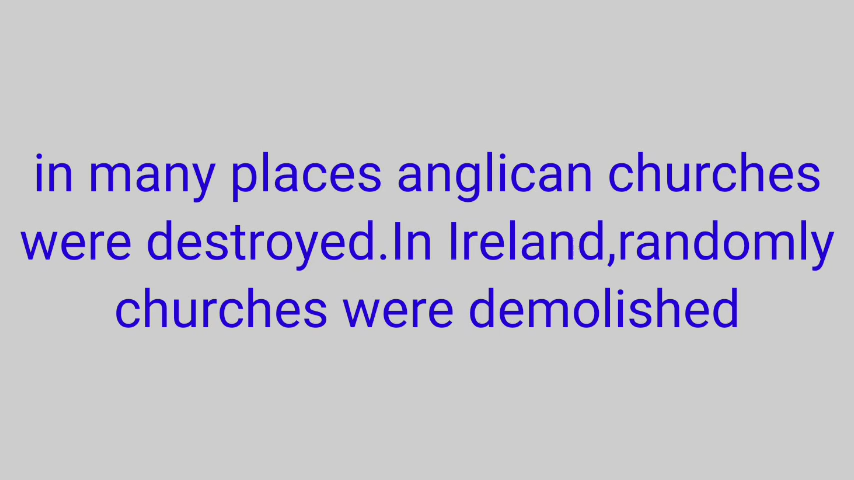 in many places anglican churches
were destroyed.In Ireland,randomly
churches were demolished